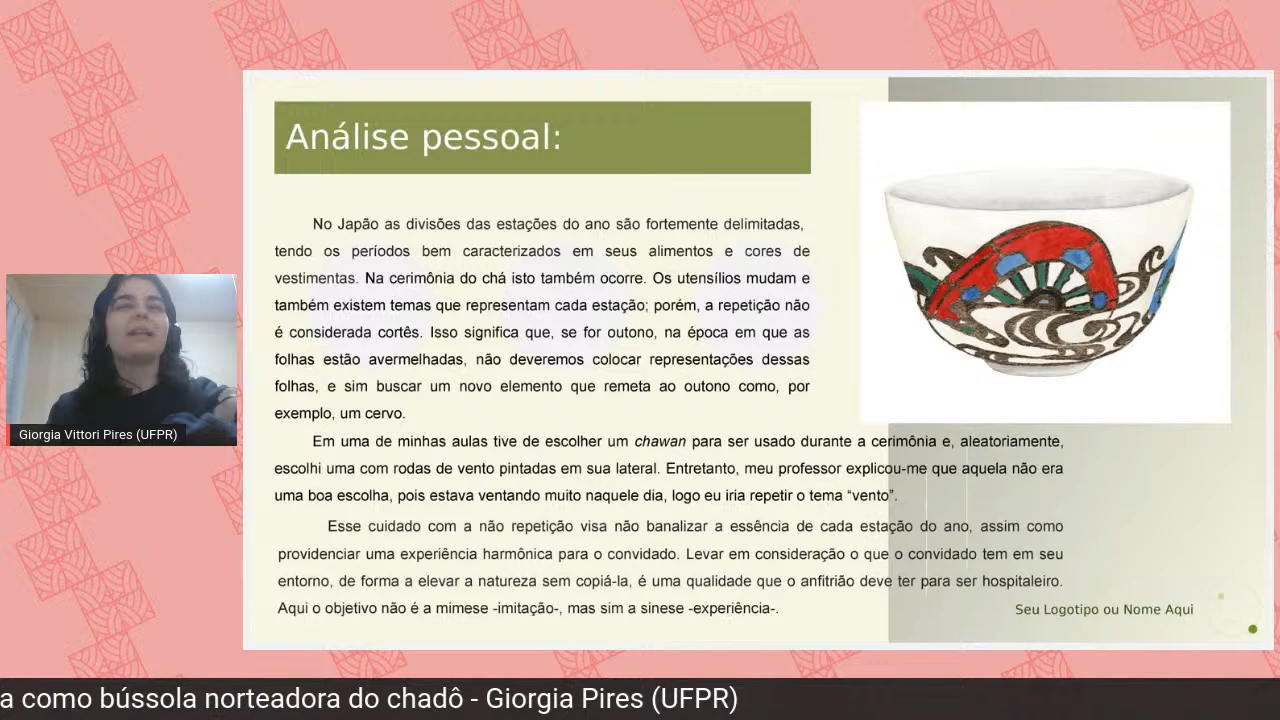 Análise pessoal:
No Japão as divisões das estações do ano são fortemente delimitadas,
tendo os períodos bem caracterizados em seus alimentos e cores de
vestimentas. Na cerimônia do chá isto também ocorre. Os utensílios mudam e
também existem temas que representam cada estação; porém, a repetição não
é considerada cortês. Isso significa que, se for outono, na época em que as
folhas estão avermelhadas, não deveremos colocar representações dessas
folhas, e sim buscar um novo elemento que remeta ao outono como, por
exemplo, um cervo.
Em uma de minhas aulas tive de escolher um chawan para ser usado durante a cerimônia e, aleatoriamente,
escolhi uma com rodas de vento pintadas em sua lateral. Entretanto, meu professor explicou-me que aquela não era
uma boa escolha, pois estava ventando muito naquele dia, logo eu iria repetir o tema “vento”.
Esse cuidado com a não repetição visa não banalizar a essência de cada estação do ano, assim como
providenciar uma experiência harmônica para o convidado. Levar em consideração o que o convidado tem em seu
entorno, de forma a elevar a natureza sem copiá-la, é uma qualidade que o anfitrião deve ter para ser hospitaleiro.
Aqui o objetivo não é a mimese -imitação-, mas sim a sinese -experiência-.
Seu Logotipo ou Nome Aqui
Giorgia Vittori Pires (UFPR)
a como bússola norteadora do chadô - Giorgia Pires (UFPR)